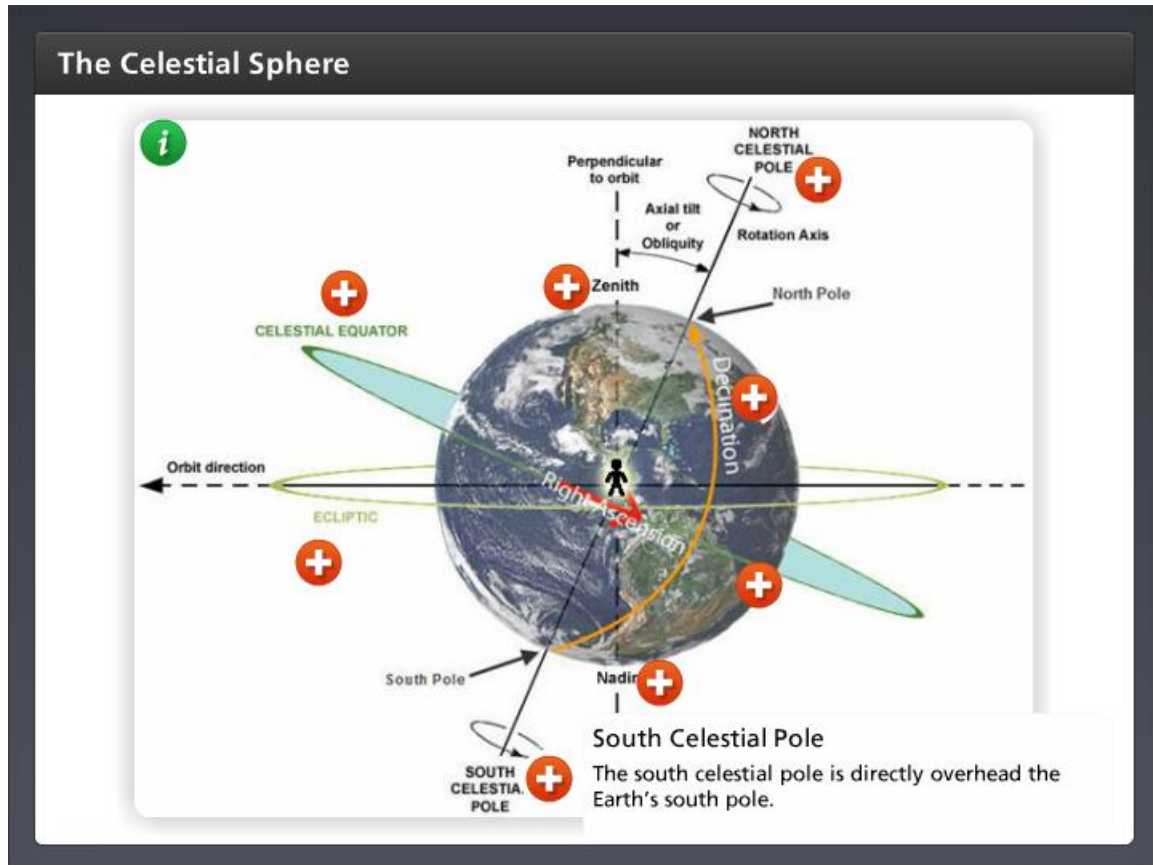 The Celestial Sphere
i
NORTH
CELESTIAL
POLE
Perpendicular
to orbit
Axial tilt
or
Obliquity
Rotation Axis
Zenith
North Pole
CELESTIAL EQUATOR
Declination
Orbit direction
Right Ascension
ECLIPTIC
South Pole
Nadir
SOUTH
CELESTIA
POLE
South Celestial Pole
The south celestial pole is directly overhead the
Earth's south pole.